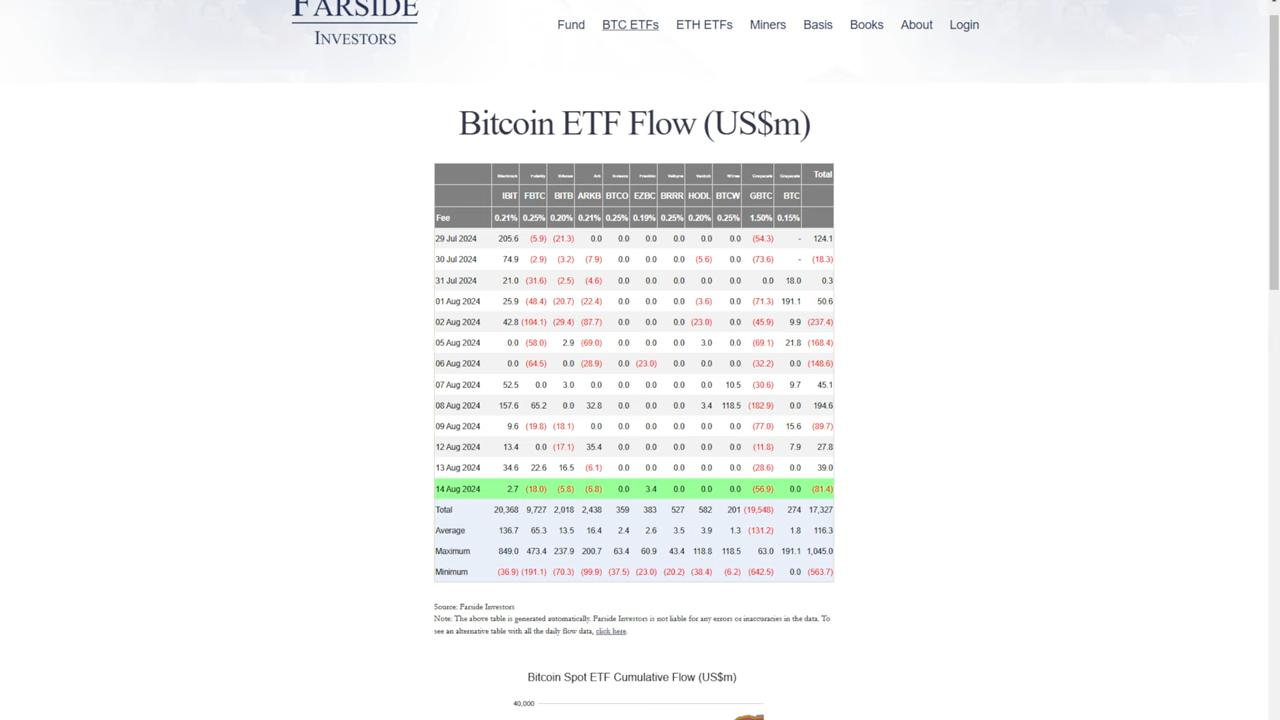 FARSIDE
INVESTORS
Fund BTC ETFs ETH ETFs Miners Basis Books About Login
Bitcoin ETF Flow (US$m)
Blackrock Fidelity Bitwise Ark Invesco Franklin Valkyrie VanEck WTree Grayscale Grayscale Total
IBIT FBTC BITB ARKB BTCO EZBC BRRR HODL BTCW GBTC BTC
Fee 0.21% 0.25% 0.20% 0.21% 0.25% 0.19% 0.25% 0.20% 0.25% 1.50% 0.15%
29 Jul 2024 205.6 (5.9) (21.3) 0.0 0.0 0.0 0.0 0.0 0.0 (54.3) - 124.1
30 Jul 2024 74.9 (2.9) (3.2) (7.9) 0.0 0.0 0.0 (5.6) 0.0 (73.6) - (18.3)
31 Jul 2024 21.0 (31.6) (2.5) (4.6) 0.0 0.0 0.0 0.0 0.0 0.0 18.0 0.3
01 Aug 2024 25.9 (48.4) (20.7) (22.4) 0.0 0.0 0.0 (3.6) 0.0 (71.3) 191.1 50.6
02 Aug 2024 42.8 (104.1) (29.4) (87.7) 0.0 0.0 0.0 (23.0) 0.0 (45.9) 9.9 (237.4)
05 Aug 2024 0.0 (58.0) 2.9 (69.0) 0.0 0.0 0.0 3.0 0.0 (69.1) 21.8 (168.4)
06 Aug 2024 0.0 (64.5) 0.0 (28.9) 0.0 (23.0) 0.0 0.0 0.0 (32.2) 0.0 (148.6)
07 Aug 2024 52.5 0.0 3.0 0.0 0.0 0.0 0.0 0.0 10.5 (30.6) 9.7 45.1
08 Aug 2024 157.6 65.2 0.0 32.8 0.0 0.0 0.0 3.4 118.5 (182.9) 0.0 194.6
09 Aug 2024 9.6 (19.8) (18.1) 0.0 0.0 0.0 0.0 0.0 0.0 (77.0) 15.6 (89.7)
12 Aug 2024 13.4 0.0 (17.1) 35.4 0.0 0.0 0.0 0.0 0.0 (11.8) 7.9 27.8
13 Aug 2024 34.6 22.6 16.5 (6.1) 0.0 0.0 0.0 0.0 0.0 (28.6) 0.0 39.0
14 Aug 2024 2.7 (18.0) (5.8) (6.8) 0.0 3.4 0.0 0.0 0.0 (56.9) 0.0 (81.4)
Total 20,368 9,727 2,018 2,438 359 383 527 582 201 (19,548) 274 17,327
Average 136.7 65.3 13.5 16.4 2.4 2.6 3.5 3.9 1.3 (131.2) 1.8 116.3
Maximum 849.0 473.4 237.9 200.7 63.4 60.9 43.4 118.8 118.5 63.0 191.1 1,045.0
Minimum (36.9) (191.1) (70.3) (99.9) (37.5) (23.0) (20.2) (38.4) (6.2) (642.5) 0.0 (563.7)
Source: Farside Investors
Note: The above table is generated automatically. Farside Investors is not liable for any errors or inaccuracies in the data. To
see an alternative table with all the daily flow data, click here.
Bitcoin Spot ETF Cumulative Flow (US$m)
40,000